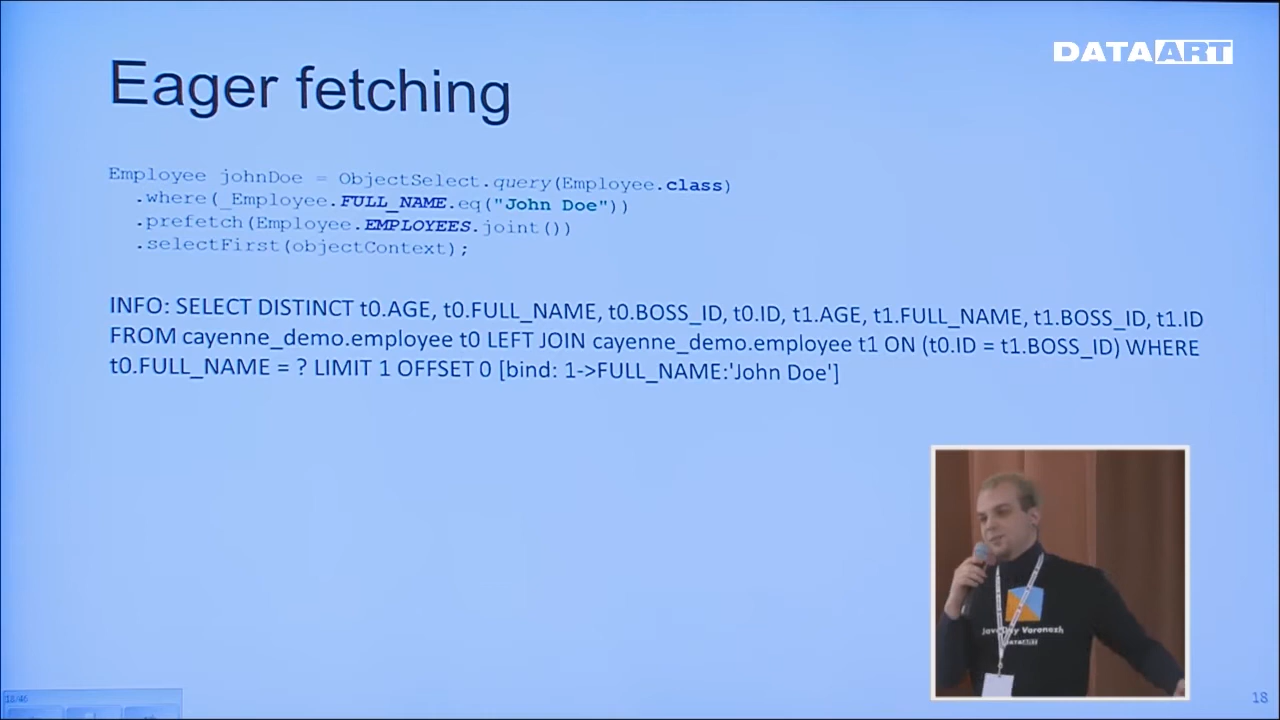 DATAART
Eager fetching
Employee johnDoe = ObjectSelect.query(Employee.class)
.where(_Employee.FULL_NAME.eq("John Doe"))
.prefetch(Employee.EMPLOYEES.joint())
.selectFirst(objectContext);
INFO: SELECT DISTINCT t0.AGE, t0.FULL_NAME, t0.BOSS_ID, t0.ID, t1.AGE, t1.FULL_NAME, t1.BOSS_ID, t1.ID
FROM cayenne_demo.employee t0 LEFT JOIN cayenne_demo.employee t1 ON (t0.ID = t1.BOSS_ID) WHERE
t0.FULL_NAME = ? LIMIT 1 OFFSET 0 [bind: 1->FULL_NAME:'John Doe']
Voronezh
DATAART
18/46
18